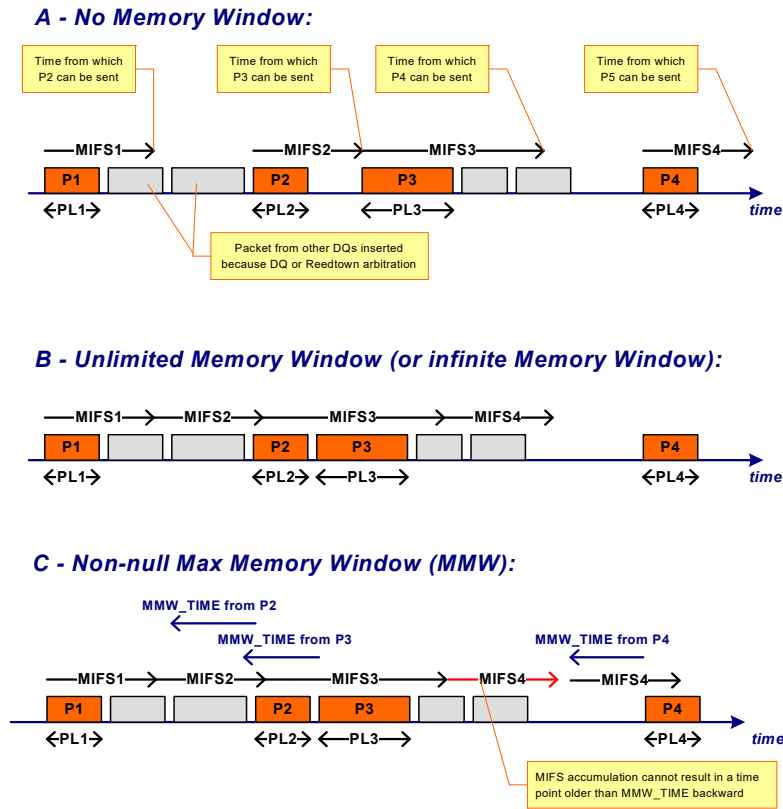 A - No Memory Window:
Time from which
P2 can be sent
Time from which
P3 can be sent
Time from which
P4 can be sent
Time from which
P5 can be sent
MIFS1
MIFS2
MIFS3
MIFS4
P1
P2
P3
P4
PL1
PL2
PL3
PL4
time
Packet from other DQs inserted
because DQ or Reedtown arbitration
B - Unlimited Memory Window (or infinite Memory Window):
MIFS1
MIFS2
MIFS3
MIFS4
P1
P2
P3
P4
PL1
PL2
PL3
PL4
time
C - Non-null Max Memory Window (MMW):
MMW_TIME from P2
MMW_TIME from P3
MMW_TIME from P4
MIFS1
MIFS2
MIFS3
MIFS4
MIFS4
P1
P2
P3
P4
PL1
PL2
PL3
PL4
time
MIFS accumulation cannot result in a time
point older than MMW_TIME backward